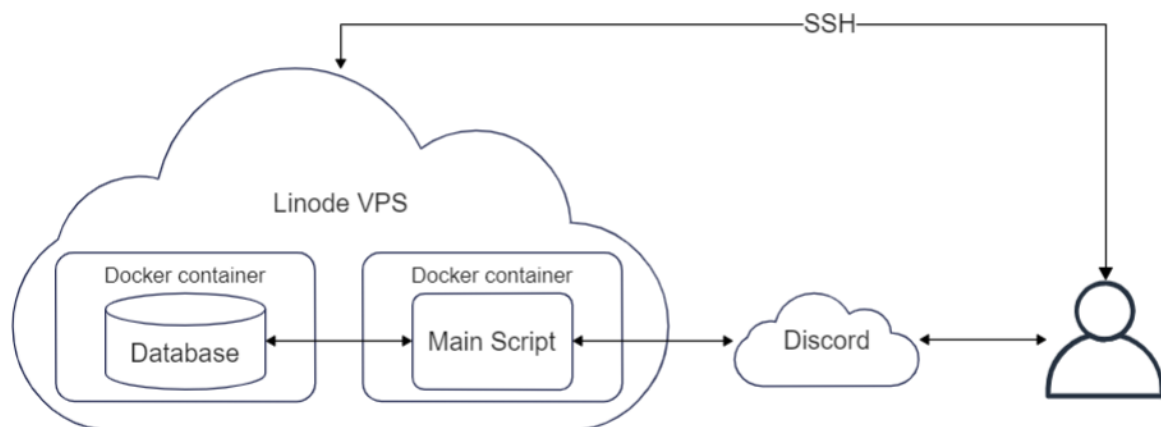 SSH
Linode VPS
Docker container
Docker container
Database
Main Script
Discord